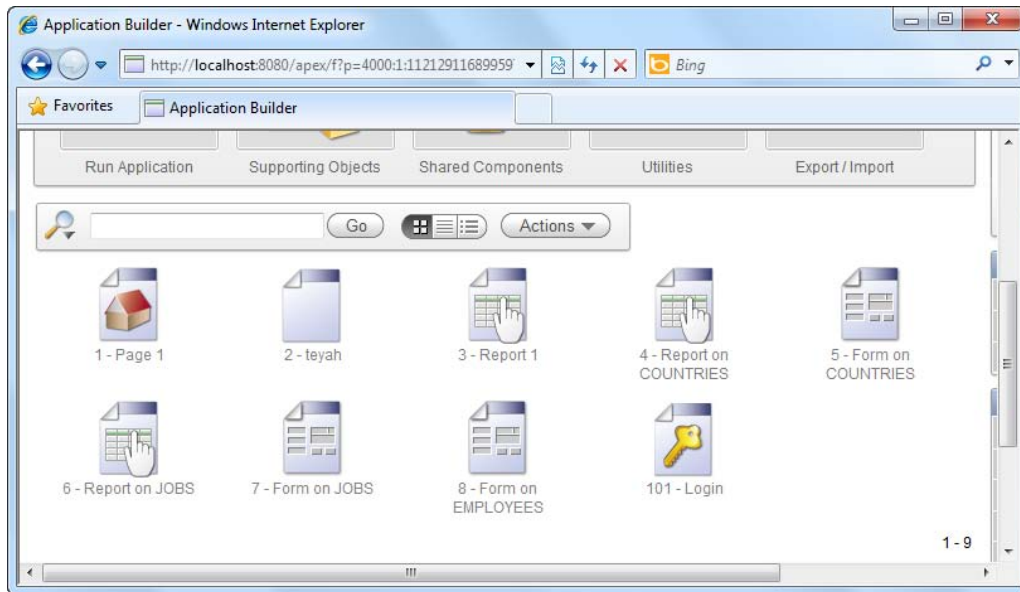 Application Builder - Windows Internet Explorer
http://localhost:8080/apex/f?p=4000:1:11212911689959
Bing
Favorites
Application Builder
Run Application
Supporting Objects
Shared Components
Utilities
Export / Import
Go
Actions
1 - Page 1
2 - teyah
3 - Report 1
4 - Report on
COUNTRIES
5 - Form on
COUNTRIES
6 - Report on JOBS
7 - Form on JOBS
8 - Form on
EMPLOYEES
101 - Login
1 - 9